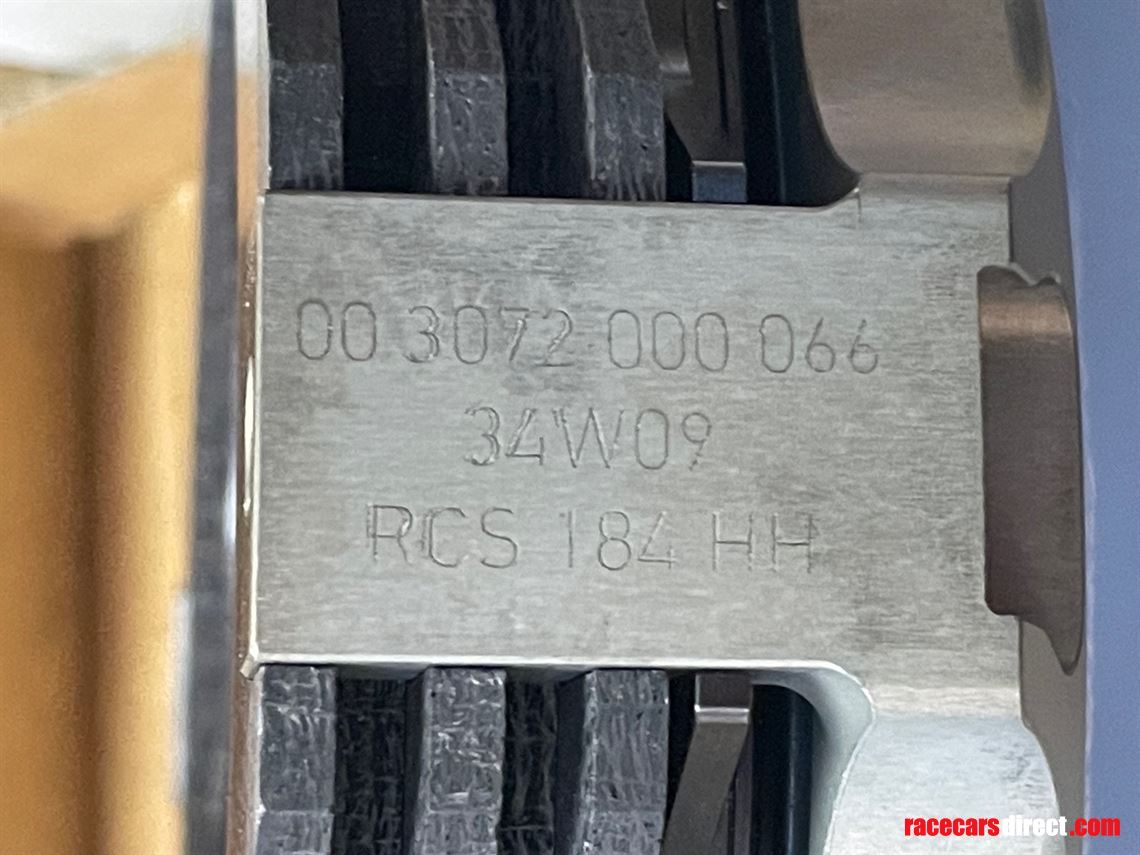 00 3072 000 066
34W09
RCS 184 HH
racecarsdirect.com